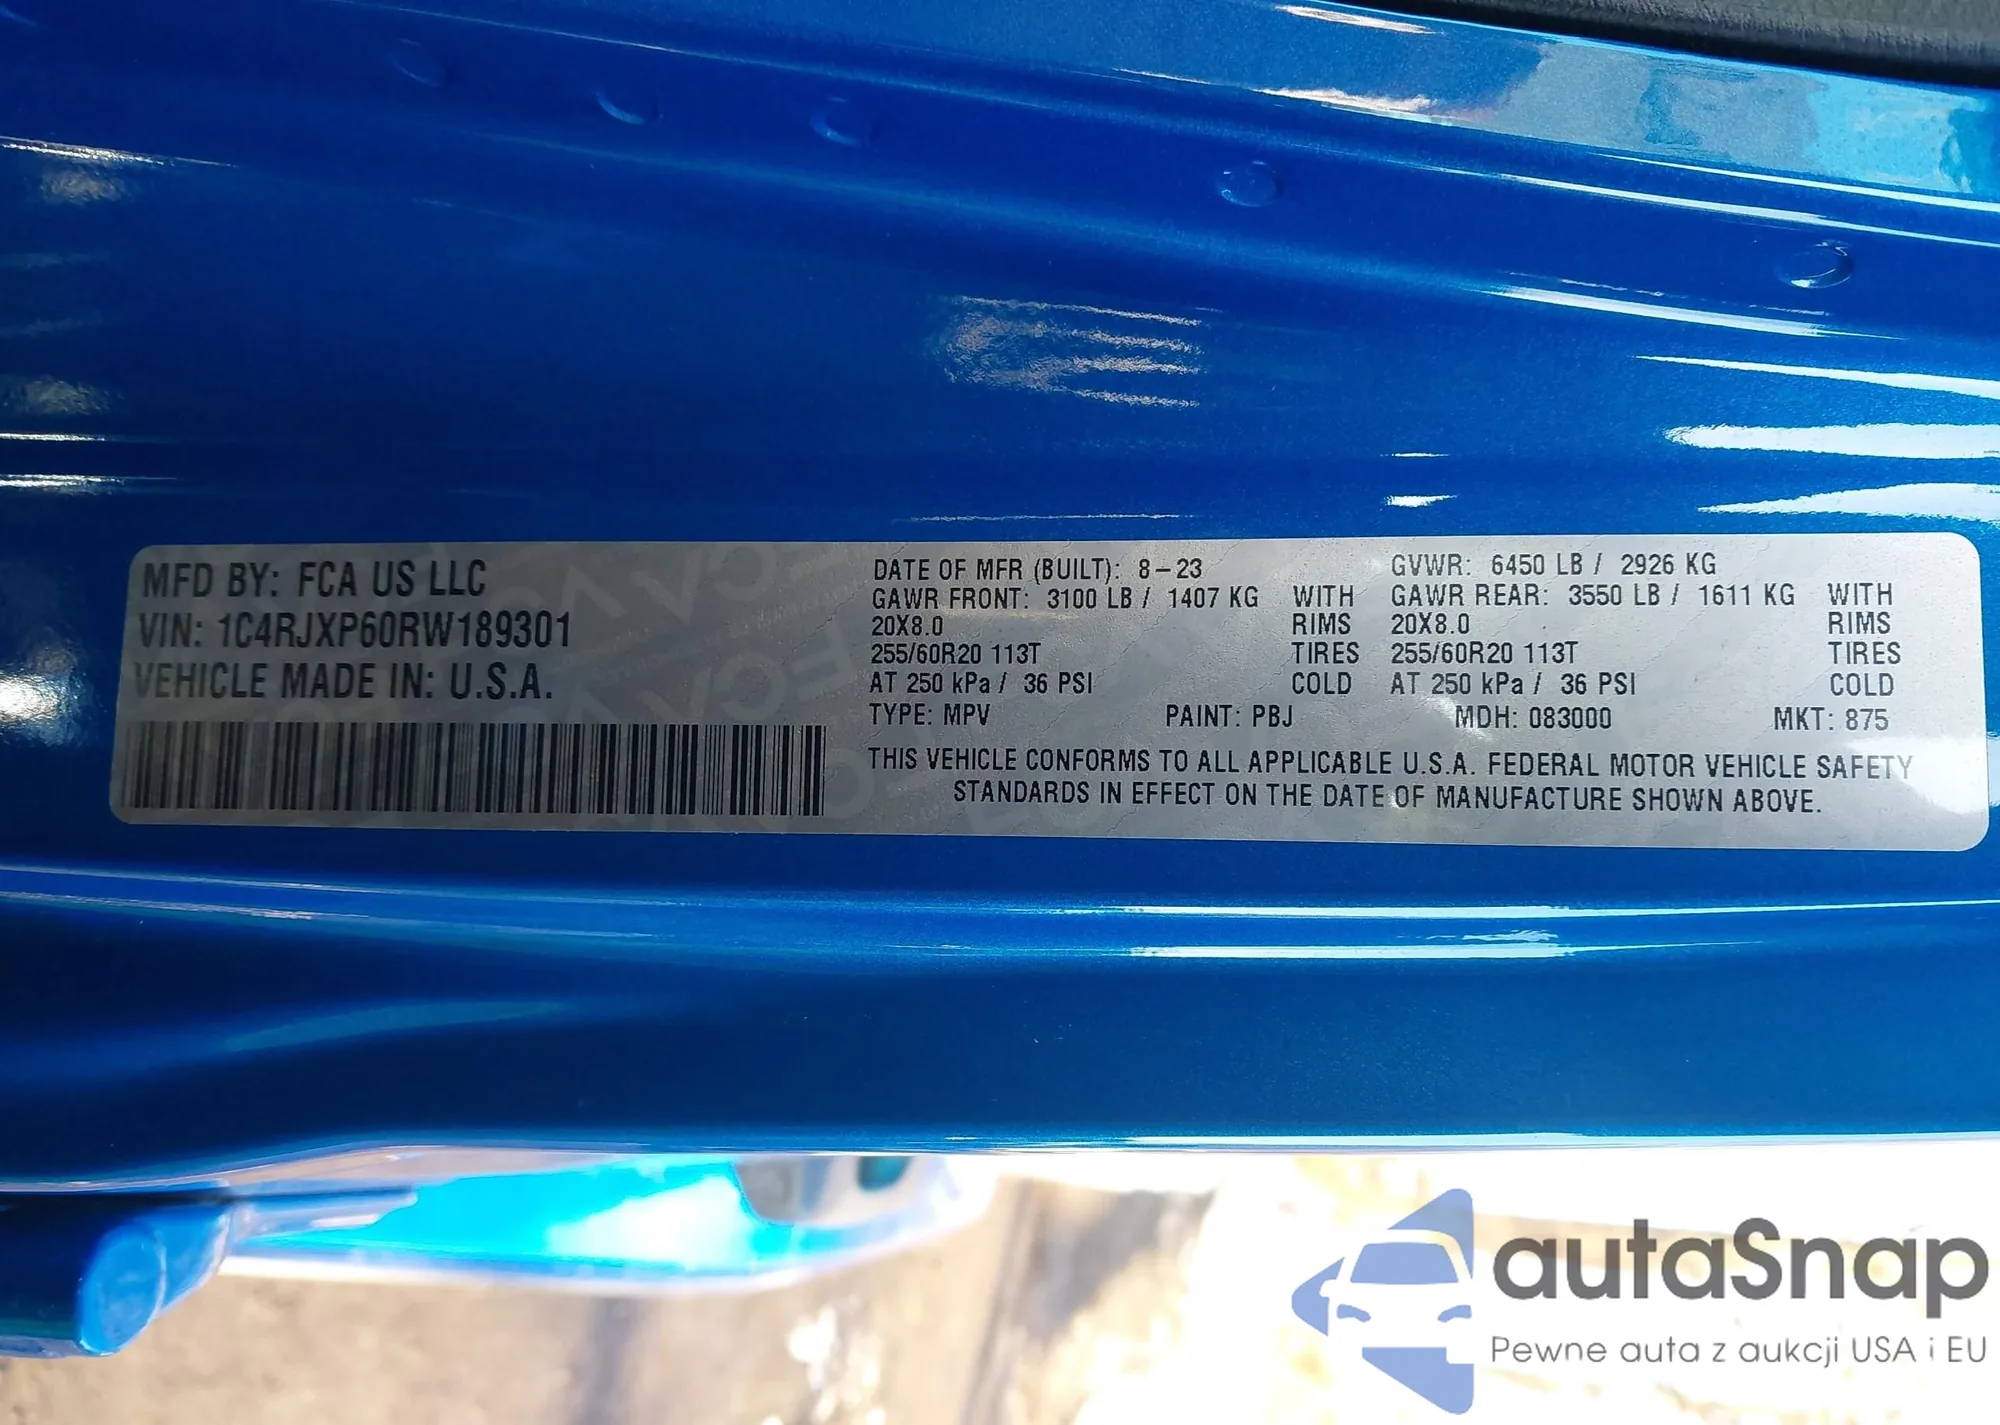 MFD BY: FCA US LLC
VIN: 1C4RJXP60RW189301
VEHICLE MADE IN: U.S.A.
DATE OF MFR (BUILT): 8-23 GVWR: 6450 LB / 2926 KG
GAWR FRONT: 3100 LB / 1407 KG WITH GAWR REAR: 3550 LB / 1611 KG WITH
20X8.0 RIMS 20X8.0 RIMS
255/60R20 113T TIRES 255/60R20 113T TIRES
AT 250 kPa / 36 PSI COLD AT 250 kPa / 36 PSI COLD
TYPE: MPV PAINT: PBJ MDH: 083000 MKT: 875
THIS VEHICLE CONFORMS TO ALL APPLICABLE U.S.A. FEDERAL MOTOR VEHICLE SAFETY
STANDARDS IN EFFECT ON THE DATE OF MANUFACTURE SHOWN ABOVE.
autaSnap
Pewne auta z aukcji USA i EU